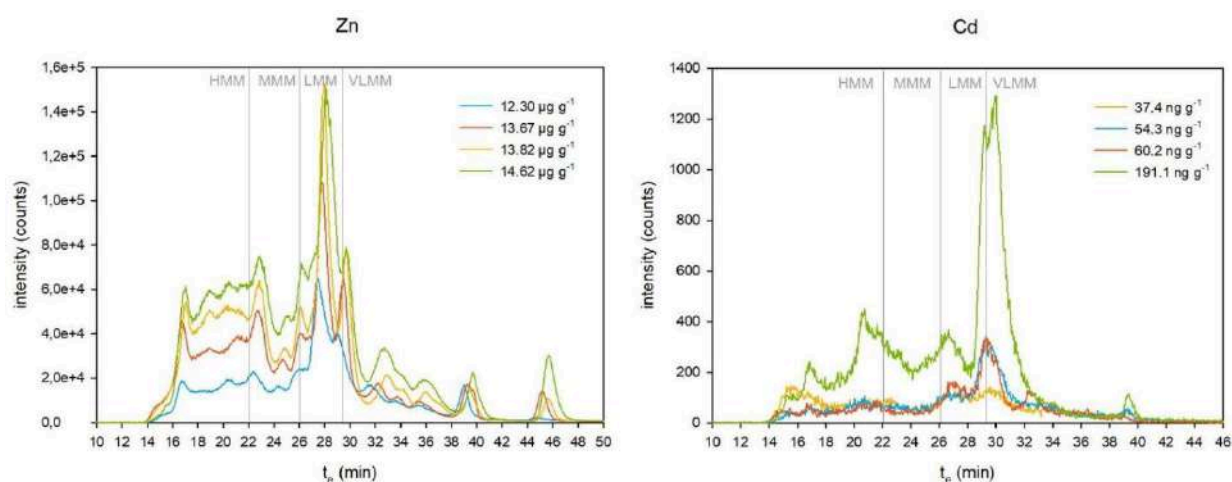 Zn
1,6e+5
1,4e+5
1,2e+5
1,0e+5
8,0e+4
6,0e+4
4,0e+4
2,0e+4
0,0
intensity (counts)
HMM MMM LMM VLMM
12.30 µg g-1
13.67 µg g-1
13.82 µg g-1
14.62 µg g-1
10 12 14 16 18 20 22 24 26 28 30 32 34 36 38 40 42 44 46 48 50
te (min)
Cd
1400
1200
1000
800
600
400
200
0
intensity (counts)
HMM MMM LMM VLMM
37.4 ng g-1
54.3 ng g-1
60.2 ng g-1
191.1 ng g-1
10 12 14 16 18 20 22 24 26 28 30 32 34 36 38 40 42 44 46
te (min)